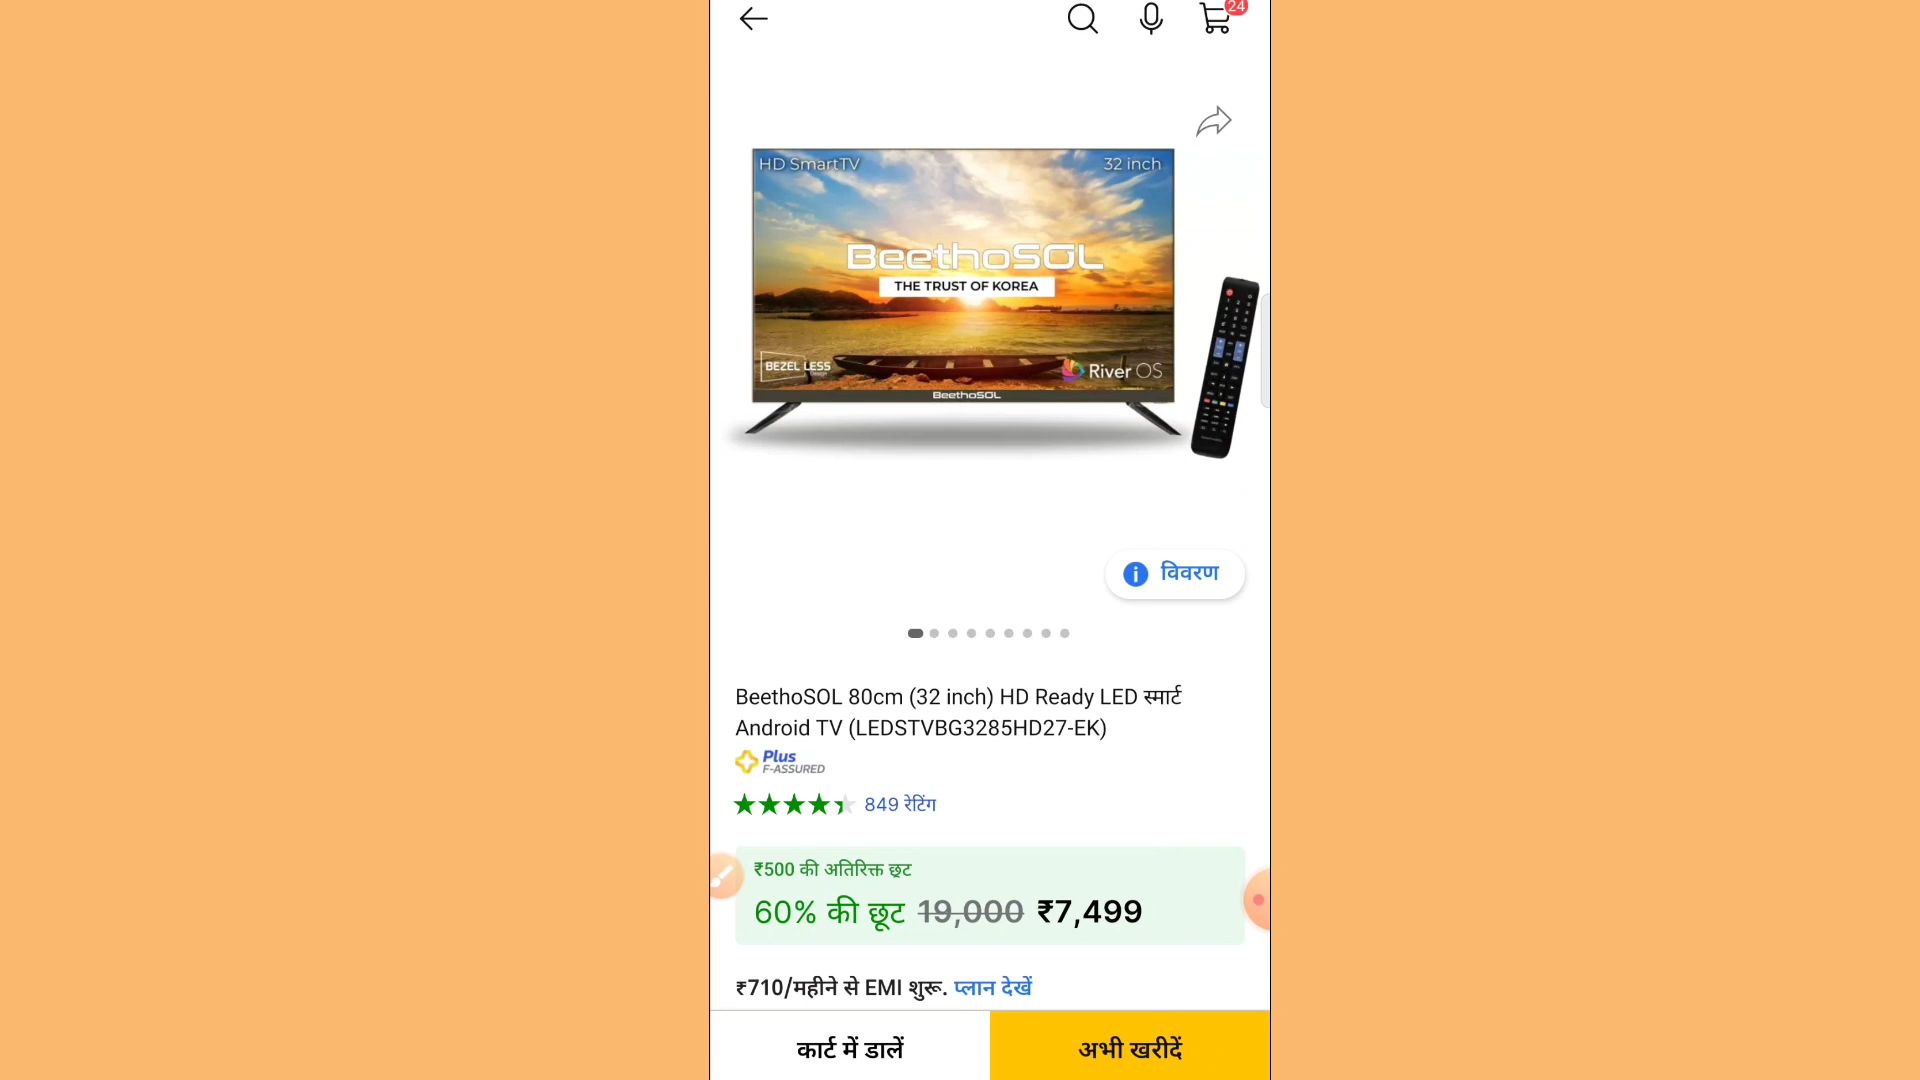 24
HD SmartTV
32 inch
BeethoSOL
THE TRUST OF KOREA
BEZEL LESS
River OS
BeethoSOL
विवरण
BeethoSOL 80cm (32 inch) HD Ready LED स्मार्ट
Android TV (LEDSTVBG3285HD27-EK)
Plus
F-ASSURED
849 रेटिंग
₹500 की अतिरिक्त छूट
60% की छूट 19,000 ₹7,499
₹710/महीने से EMI शुरू. प्लान देखें
कार्ट में डालें
अभी खरीदें